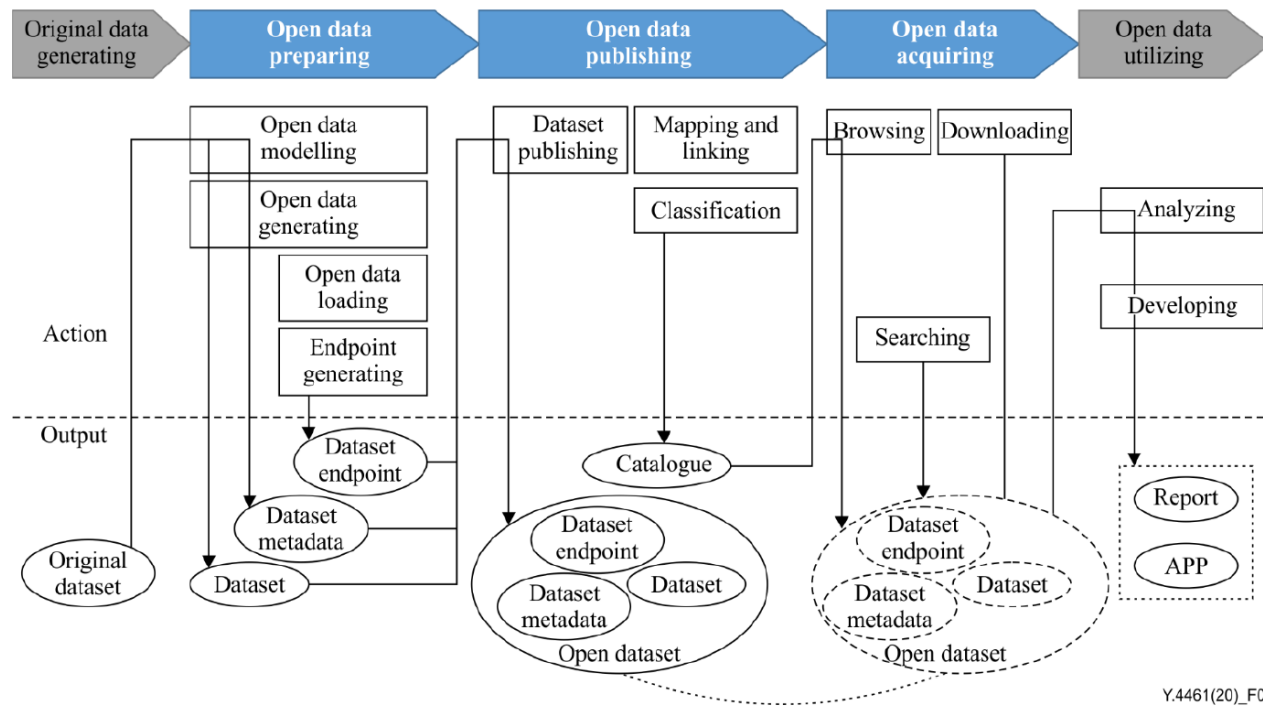 Original data
generating
Open data
preparing
Open data
publishing
Open data
acquiring
Open data
utilizing
Open data
modelling
Open data
generating
Open data
loading
Endpoint
generating
Dataset
publishing
Mapping and
linking
Classification
Browsing
Downloading
Searching
Analyzing
Developing
Action
Output
Original
dataset
Dataset
endpoint
Dataset
metadata
Dataset
Catalogue
Dataset
endpoint
Dataset
metadata
Dataset
Open dataset
Dataset
endpoint
Dataset
metadata
Dataset
Open dataset
Report
APP
Y.4461(20)_F0